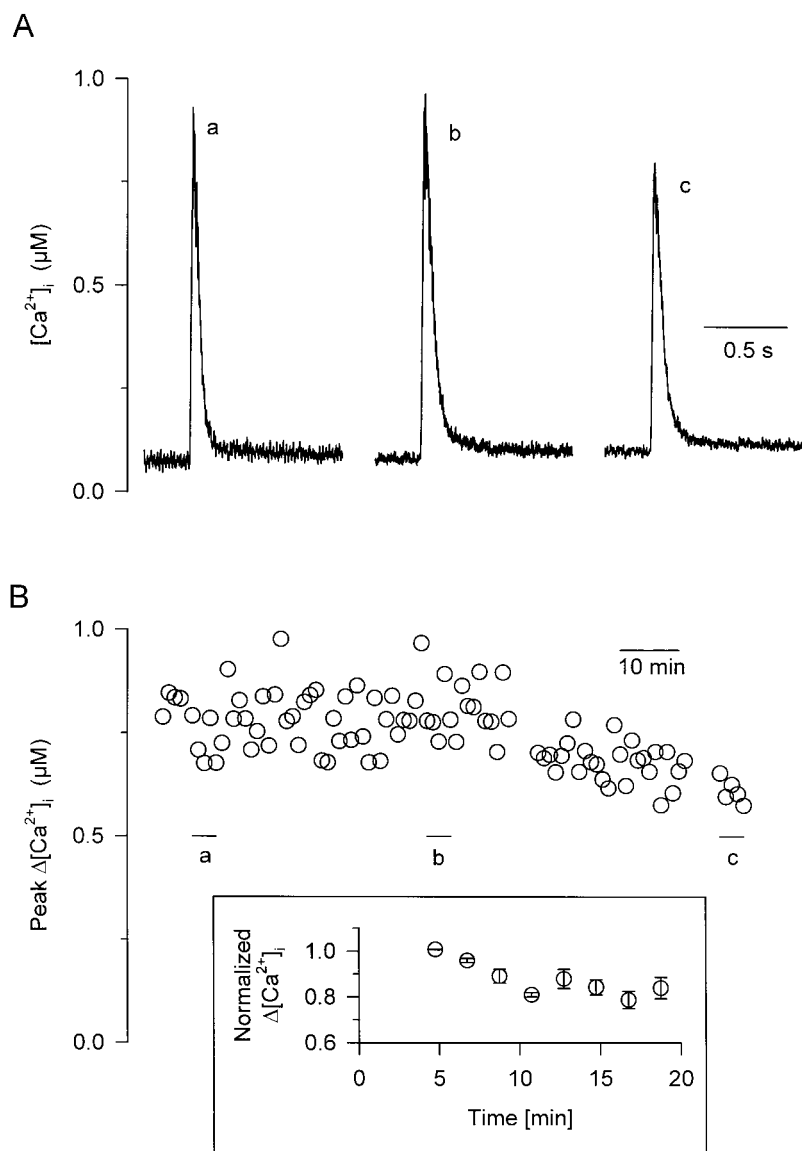 A
1.0
a
b
c
0.5
[Ca²⁺]ᵢ (μM)
0.5 s
0.0
B
1.0
10 min
Peak Δ[Ca²⁺]ᵢ (μM)
0.5
a
b
c
0.0
Normalized
Δ[Ca²⁺]ᵢ
1.0
0.8
0.6
0 5 10 15 20
Time [min]